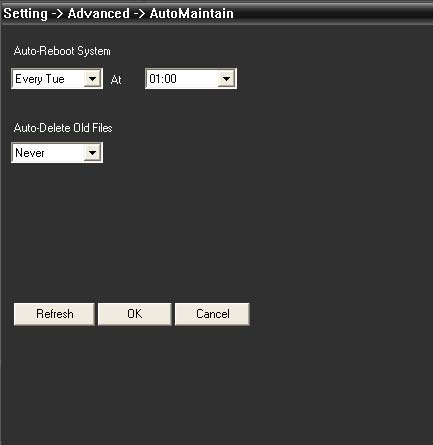 Setting -> Advanced -> AutoMaintain
Auto-Reboot System
Every Tue At 01:00
Auto-Delete Old Files
Never
Refresh OK Cancel